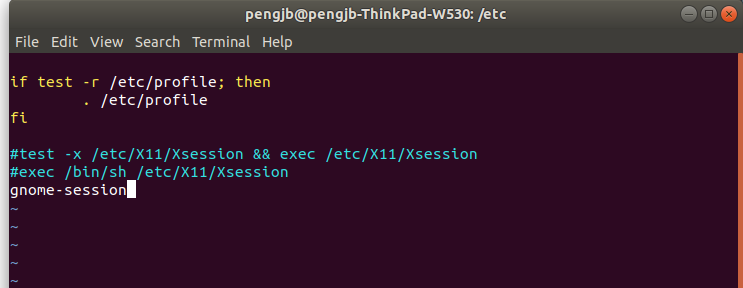 pengjb@pengjb-ThinkPad-W530: /etc
File Edit View Search Terminal Help
if test -r /etc/profile; then
        . /etc/profile
fi
#test -x /etc/X11/Xsession && exec /etc/X11/Xsession
#exec /bin/sh /etc/X11/Xsession
gnome-session
~
~
~
~
~